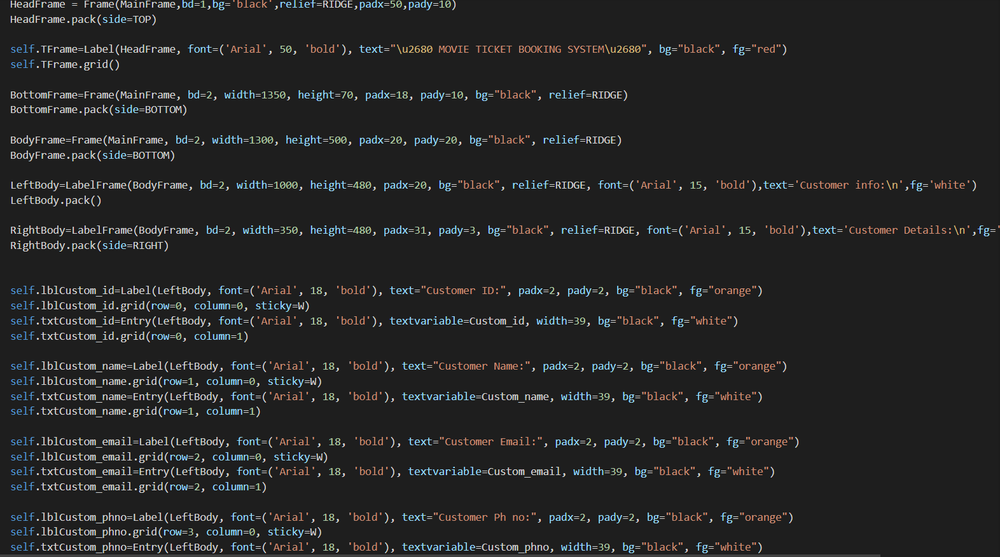 HeadFrame = Frame(MainFrame,bd=1,bg='black',relief=RIDGE,padx=50,pady=10)
HeadFrame.pack(side=TOP)
self.TFrame=Label(HeadFrame, font=('Arial', 50, 'bold'), text="\u2680 MOVIE TICKET BOOKING SYSTEM\u2680", bg="black", fg="red")
self.TFrame.grid()
BottomFrame=Frame(MainFrame, bd=2, width=1350, height=70, padx=18, pady=10, bg="black", relief=RIDGE)
BottomFrame.pack(side=BOTTOM)
BodyFrame=Frame(MainFrame, bd=2, width=1300, height=500, padx=20, pady=20, bg="black", relief=RIDGE)
BodyFrame.pack(side=BOTTOM)
LeftBody=LabelFrame(BodyFrame, bd=2, width=1000, height=480, padx=20, bg="black", relief=RIDGE, font=('Arial', 15, 'bold'),text='Customer info:\n',fg='white')
LeftBody.pack()
RightBody=LabelFrame(BodyFrame, bd=2, width=350, height=480, padx=31, pady=3, bg="black", relief=RIDGE, font=('Arial', 15, 'bold'),text='Customer Details:\n',fg='
RightBody.pack(side=RIGHT)
self.lblCustom_id=Label(LeftBody, font=('Arial', 18, 'bold'), text="Customer ID:", padx=2, pady=2, bg="black", fg="orange")
self.lblCustom_id.grid(row=0, column=0, sticky=W)
self.txtCustom_id=Entry(LeftBody, font=('Arial', 18, 'bold'), textvariable=Custom_id, width=39, bg="black", fg="white")
self.txtCustom_id.grid(row=0, column=1)
self.lblCustom_name=Label(LeftBody, font=('Arial', 18, 'bold'), text="Customer Name:", padx=2, pady=2, bg="black", fg="orange")
self.lblCustom_name.grid(row=1, column=0, sticky=W)
self.txtCustom_name=Entry(LeftBody, font=('Arial', 18, 'bold'), textvariable=Custom_name, width=39, bg="black", fg="white")
self.txtCustom_name.grid(row=1, column=1)
self.lblCustom_email=Label(LeftBody, font=('Arial', 18, 'bold'), text="Customer Email:", padx=2, pady=2, bg="black", fg="orange")
self.lblCustom_email.grid(row=2, column=0, sticky=W)
self.txtCustom_email=Entry(LeftBody, font=('Arial', 18, 'bold'), textvariable=Custom_email, width=39, bg="black", fg="white")
self.txtCustom_email.grid(row=2, column=1)
self.lblCustom_phno=Label(LeftBody, font=('Arial', 18, 'bold'), text="Customer Ph no:", padx=2, pady=2, bg="black", fg="orange")
self.lblCustom_phno.grid(row=3, column=0, sticky=W)
self.txtCustom_phno=Entry(LeftBody, font=('Arial', 18, 'bold'), textvariable=Custom_phno, width=39, bg="black", fg="white")